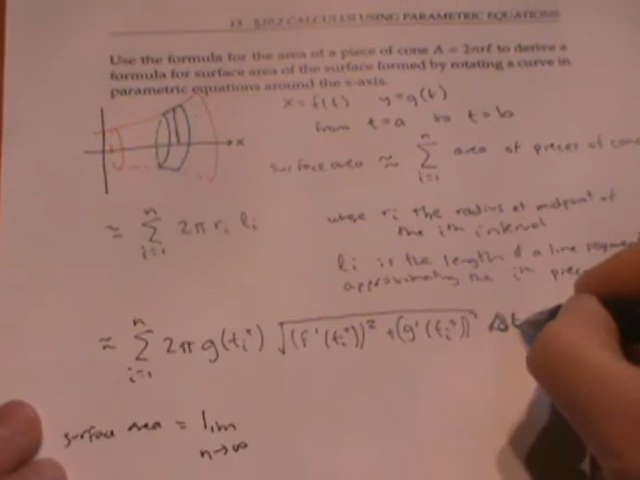 13 §10.2 CALCULUS USING PARAMETRIC EQUATIONS
Use the formula for the area of a piece of cone A = 2πrℓ to derive a
formula for surface area of the surface formed by rotating a curve in
parametric equations around the x-axis.
x = f(t) y = g(t)
from t = a to t = b
x
surface area ≈ n Σ i=1 area of pieces of
≈ n Σ i=1 2π ri li
where ri the radius at midpoint of
the ith interval
li is the length of a line
approximating the ith
≈ n Σ i=1 2π g(ti*) √(f'(ti*))² + (g'(ti*))² Δt
surface area = lim n→∞